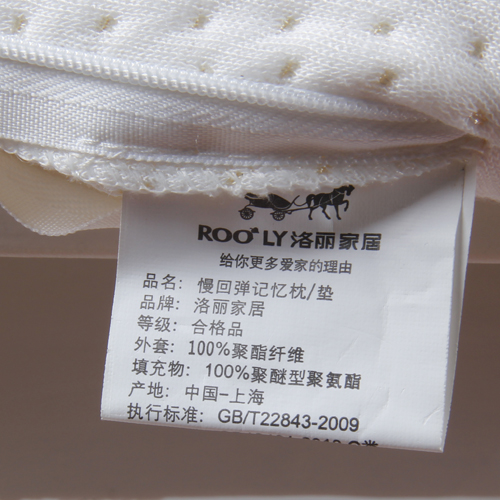 ROO LY 洛丽家居
给你更多爱家的理由
品名：慢回弹记忆枕/垫
品牌：洛丽家居
等级：合格品
外套：100%聚酯纤维
填充物：100%聚醚型聚氨酯
产地：中国-上海
执行标准：GB/T22843-2009